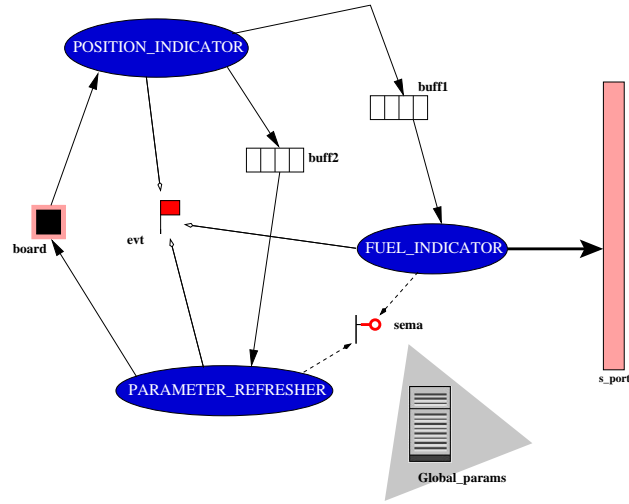 POSITION_INDICATOR
buff1
buff2
board
evt
FUEL_INDICATOR
sema
s_port
PARAMETER_REFRESHER
Global_params